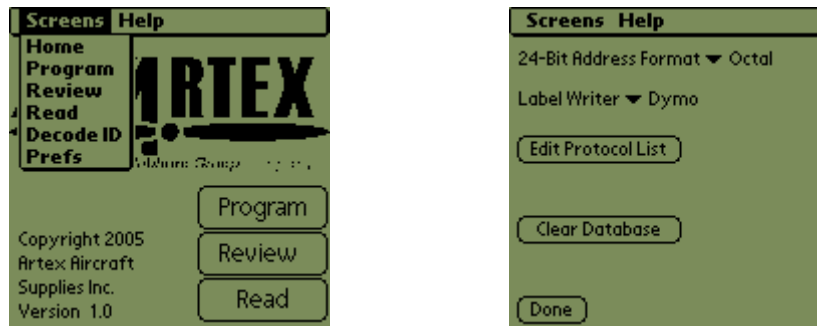 Screens Help
Home
Program
Review
Read
Decode ID
Prefs
RTEX
Program
Review
Read
Copyright 2005
Artex Aircraft
Supplies Inc.
Version 1.0
Screens Help
24-Bit Address Format Octal
Label Writer Dymo
Edit Protocol List
Clear Database
Done